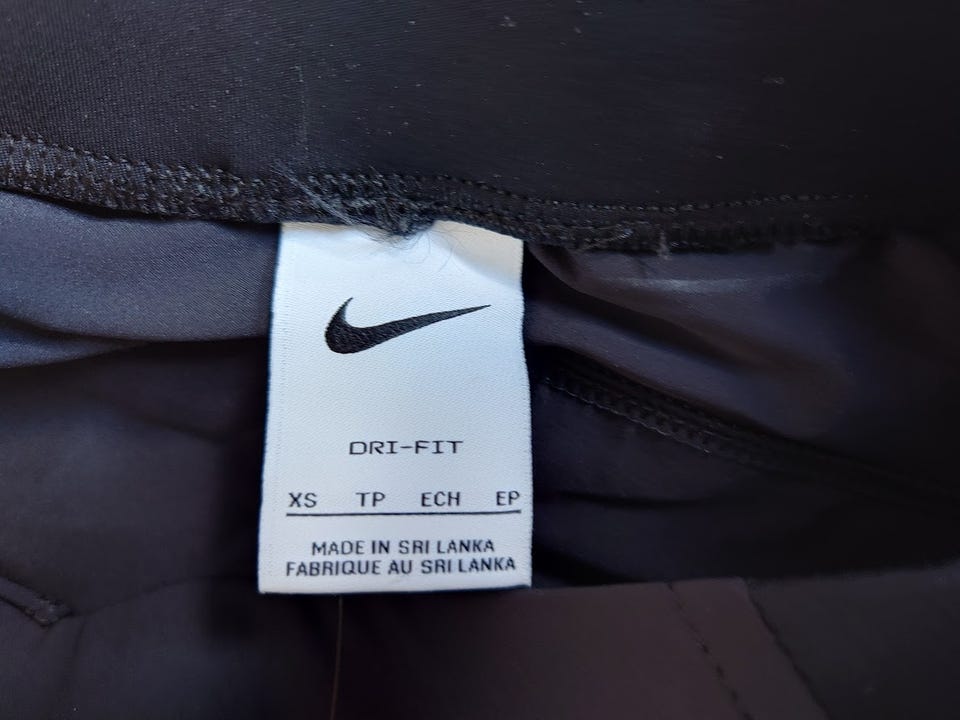 DRI-FIT
XS TP ECH EP
MADE IN SRI LANKA
FABRIQUE AU SRI LANKA